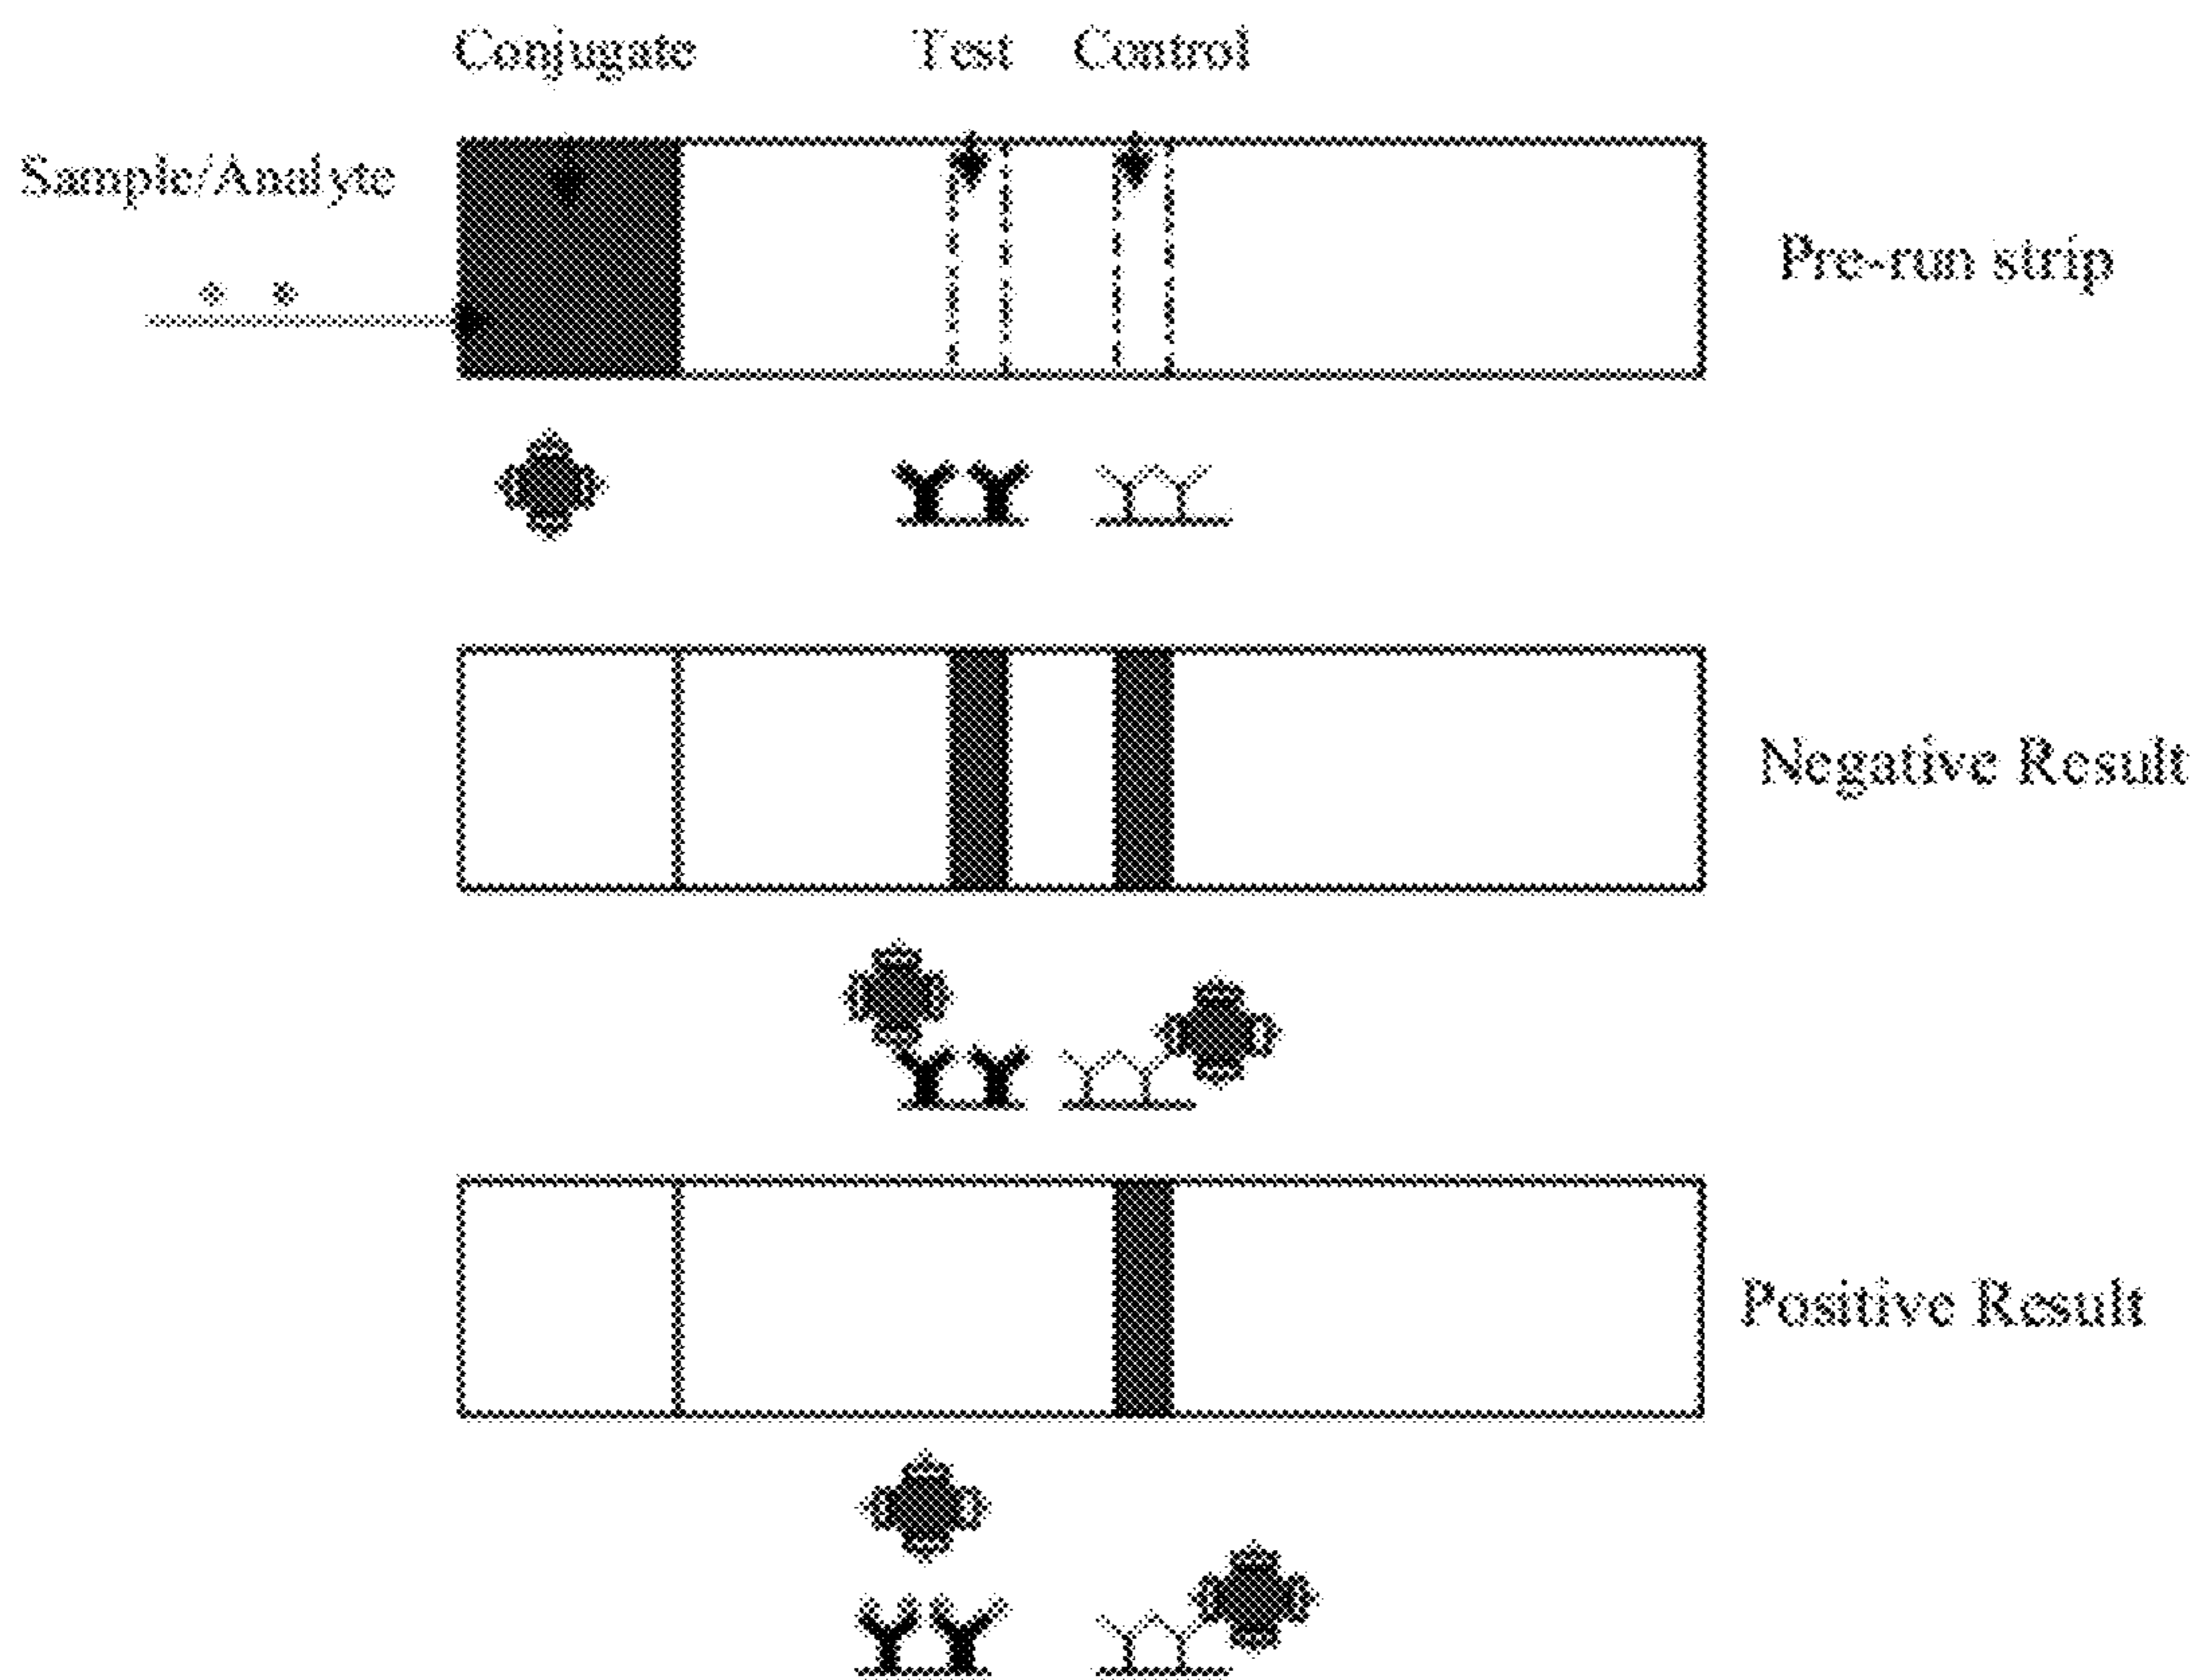 Conjugate
Test
Control
Sample/Analyte
Pre-run strip
Negative Result
Positive Result